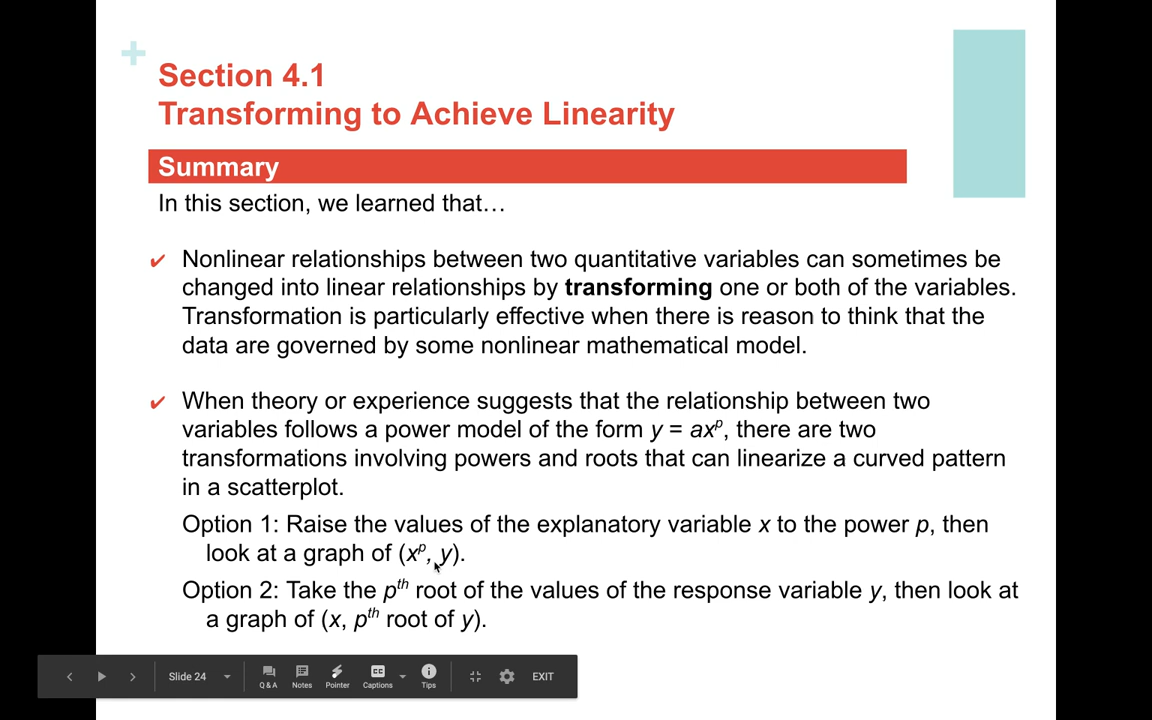 +
Section 4.1
Transforming to Achieve Linearity
Summary
In this section, we learned that…
✔ Nonlinear relationships between two quantitative variables can sometimes be
changed into linear relationships by transforming one or both of the variables.
Transformation is particularly effective when there is reason to think that the
data are governed by some nonlinear mathematical model.
✔ When theory or experience suggests that the relationship between two
variables follows a power model of the form y = axᵖ, there are two
transformations involving powers and roots that can linearize a curved pattern
in a scatterplot.
Option 1: Raise the values of the explanatory variable x to the power p, then
look at a graph of (xᵖ, y).
Option 2: Take the pᵗʰ root of the values of the response variable y, then look at
a graph of (x, pᵗʰ root of y).
Slide 24 Q & A Notes Pointer CC Captions Tips EXIT